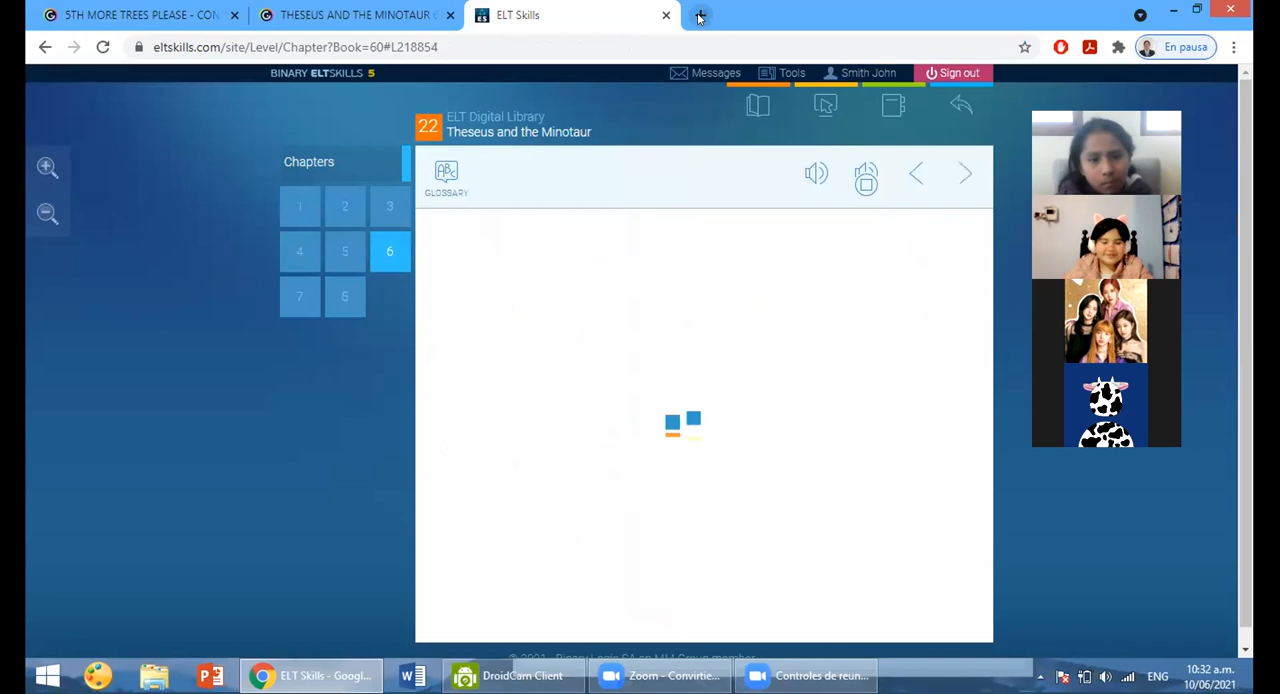 5TH MORE TREES PLEASE - CON
THESEUS AND THE MINOTAUR
ELT Skills
eltskills.com/site/Level/Chapter?Book=60#L218854
En pausa
BINARY ELTSKILLS 5
Messages
Tools
Smith John
Sign out
22
ELT Digital Library
Theseus and the Minotaur
Chapters
ABC
GLOSSARY
1 2 3
4 5 6
7 8
ES
ELT Skills - Googl...
DroidCam Client
Zoom - Convirtie...
Controles de reun...
ENG
10:32 a.m.
10/06/2021